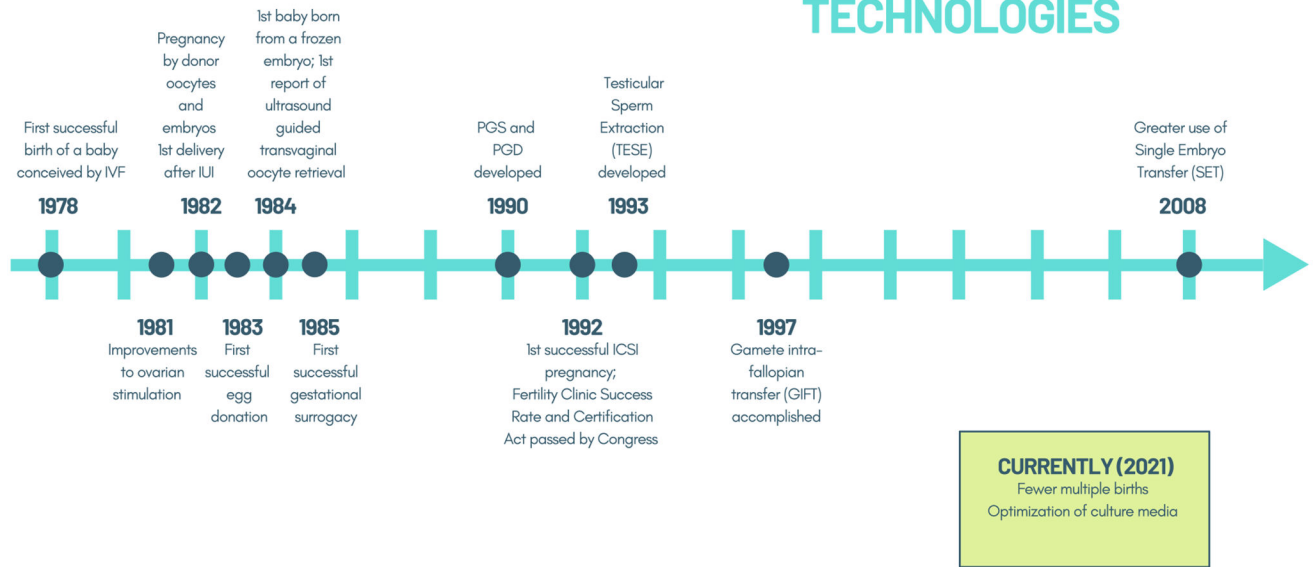 TECHNOLOGIES
First successful
birth of a baby
conceived by IVF
1978
Pregnancy
by donor
oocytes
and
embryos
1st delivery
after IUI
1982
1st baby born
from a frozen
embryo; 1st
report of
ultrasound
guided
transvaginal
oocyte retrieval
1984
PGS and
PGD
developed
1990
Testicular
Sperm
Extraction
(TESE)
developed
1993
Greater use of
Single Embryo
Transfer (SET)
2008
1981
Improvements
to ovarian
stimulation
1983
First
successful
egg
donation
1985
First
successful
gestational
surrogacy
1992
1st successful ICSI
pregnancy;
Fertility Clinic Success
Rate and Certification
Act passed by Congress
1997
Gamete intra-
fallopian
transfer (GIFT)
accomplished
CURRENTLY (2021)
Fewer multiple births
Optimization of culture media